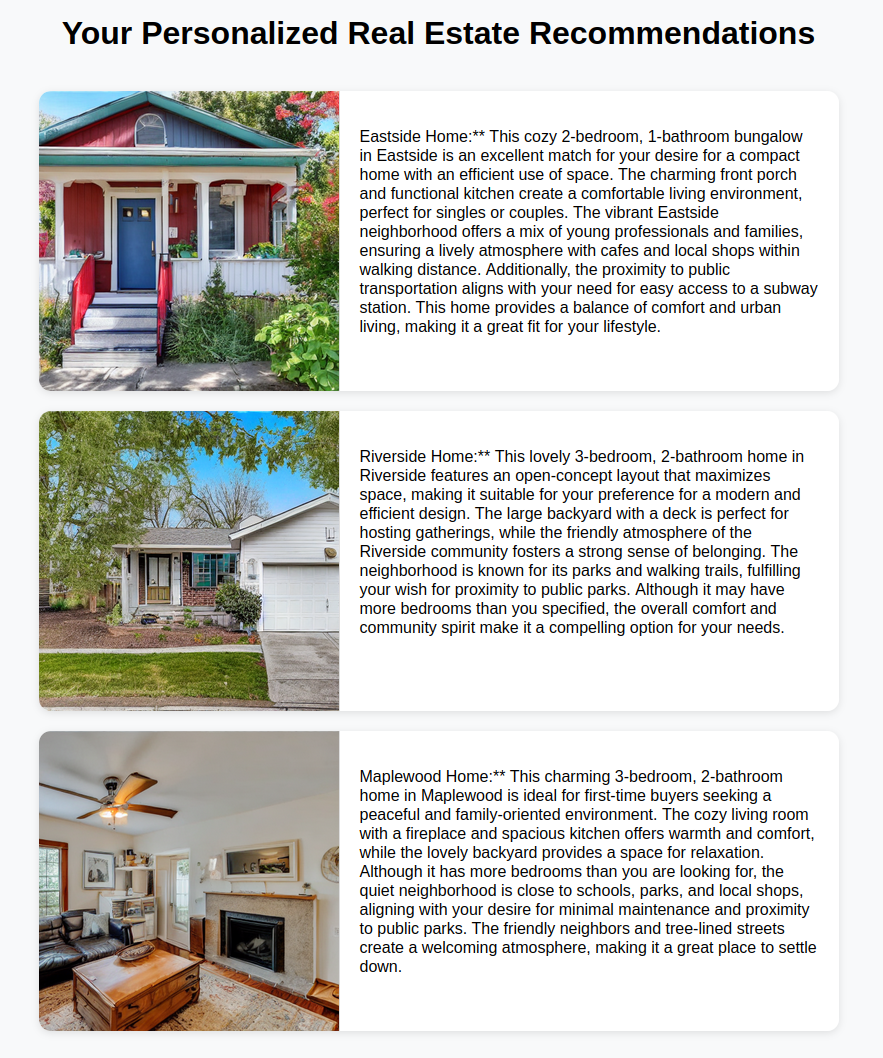 Your Personalized Real Estate Recommendations
Eastside Home:** This cozy 2-bedroom, 1-bathroom bungalow
in Eastside is an excellent match for your desire for a compact
home with an efficient use of space. The charming front porch
and functional kitchen create a comfortable living environment,
perfect for singles or couples. The vibrant Eastside
neighborhood offers a mix of young professionals and families,
ensuring a lively atmosphere with cafes and local shops within
walking distance. Additionally, the proximity to public
transportation aligns with your need for easy access to a subway
station. This home provides a balance of comfort and urban
living, making it a great fit for your lifestyle.
Riverside Home:** This lovely 3-bedroom, 2-bathroom home in
Riverside features an open-concept layout that maximizes
space, making it suitable for your preference for a modern and
efficient design. The large backyard with a deck is perfect for
hosting gatherings, while the friendly atmosphere of the
Riverside community fosters a strong sense of belonging. The
neighborhood is known for its parks and walking trails, fulfilling
your wish for proximity to public parks. Although it may have
more bedrooms than you specified, the overall comfort and
community spirit make it a compelling option for your needs.
Maplewood Home:** This charming 3-bedroom, 2-bathroom
home in Maplewood is ideal for first-time buyers seeking a
peaceful and family-oriented environment. The cozy living room
with a fireplace and spacious kitchen offers warmth and comfort,
while the lovely backyard provides a space for relaxation.
Although it has more bedrooms than you are looking for, the
quiet neighborhood is close to schools, parks, and local shops,
aligning with your desire for minimal maintenance and proximity
to public parks. The friendly neighbors and tree-lined streets
create a welcoming atmosphere, making it a great place to settle
down.